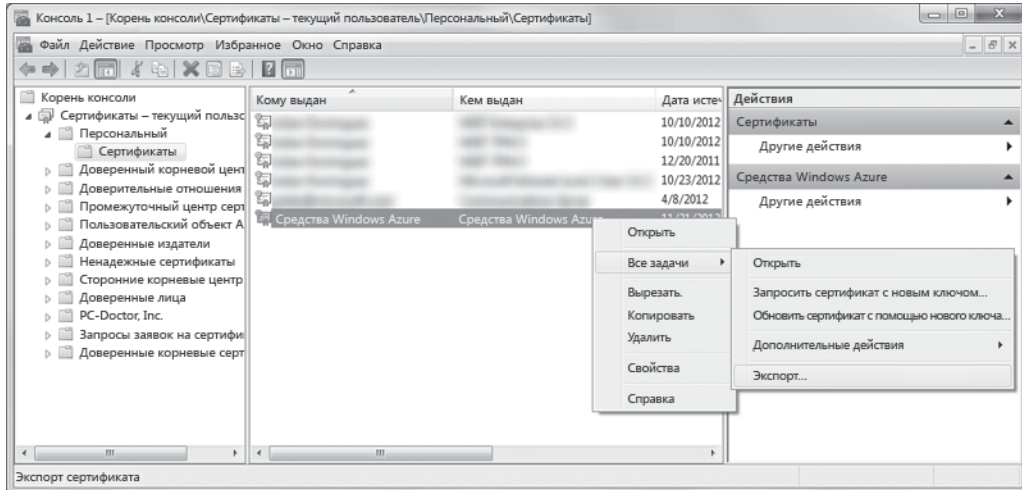 Консоль 1 – [Корень консоли\Сертификаты – текущий пользователь\Персональный\Сертификаты]
Файл Действие Просмотр Избранное Окно Справка
Корень консоли
Сертификаты – текущий пользс
Персональный
Сертификаты
Доверенный корневой цент
Доверительные отношения
Промежуточный центр серт
Пользовательский объект A
Доверенные издатели
Ненадежные сертификаты
Сторонние корневые центр
Доверенные лица
PC-Doctor, Inc.
Запросы заявок на сертифи
Доверенные корневые серт
Кому выдан Кем выдан Дата истеч
10/10/2012
10/10/2012
12/20/2011
10/23/2012
4/8/2012
Средства Windows Azure Средства Windows Azure 11/21/2012
Открыть
Все задачи
Вырезать.
Копировать
Удалить
Свойства
Справка
Открыть
Запросить сертификат с новым ключом...
Обновить сертификат с помощью нового ключа...
Дополнительные действия
Экспорт...
Действия
Сертификаты
Другие действия
Средства Windows Azure
Другие действия
Экспорт сертификата